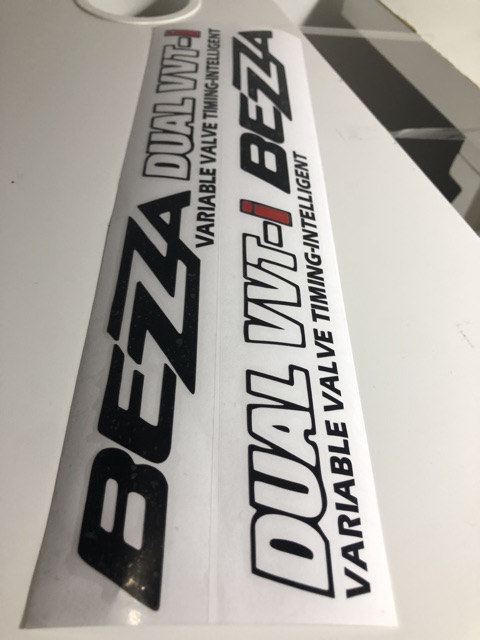 BEZZA DUAL VVT-i
VARIABLE VALVE TIMING-INTELLIGENT
DUAL VVT-i BEZZA
VARIABLE VALVE TIMING-INTELLIGENT